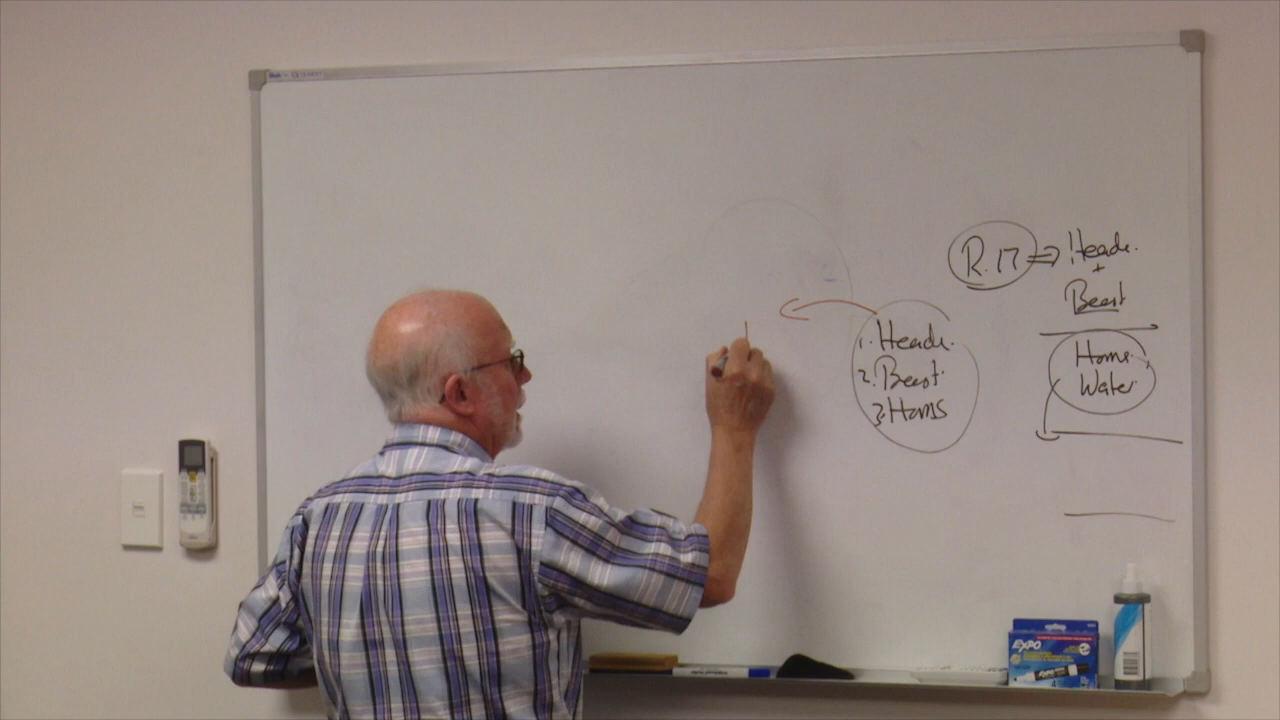 R. 17 ⇒ Heads.
+
Beast
1. Heads.
2. Beast.
3. Horns
Horns.
Water.
EXPO